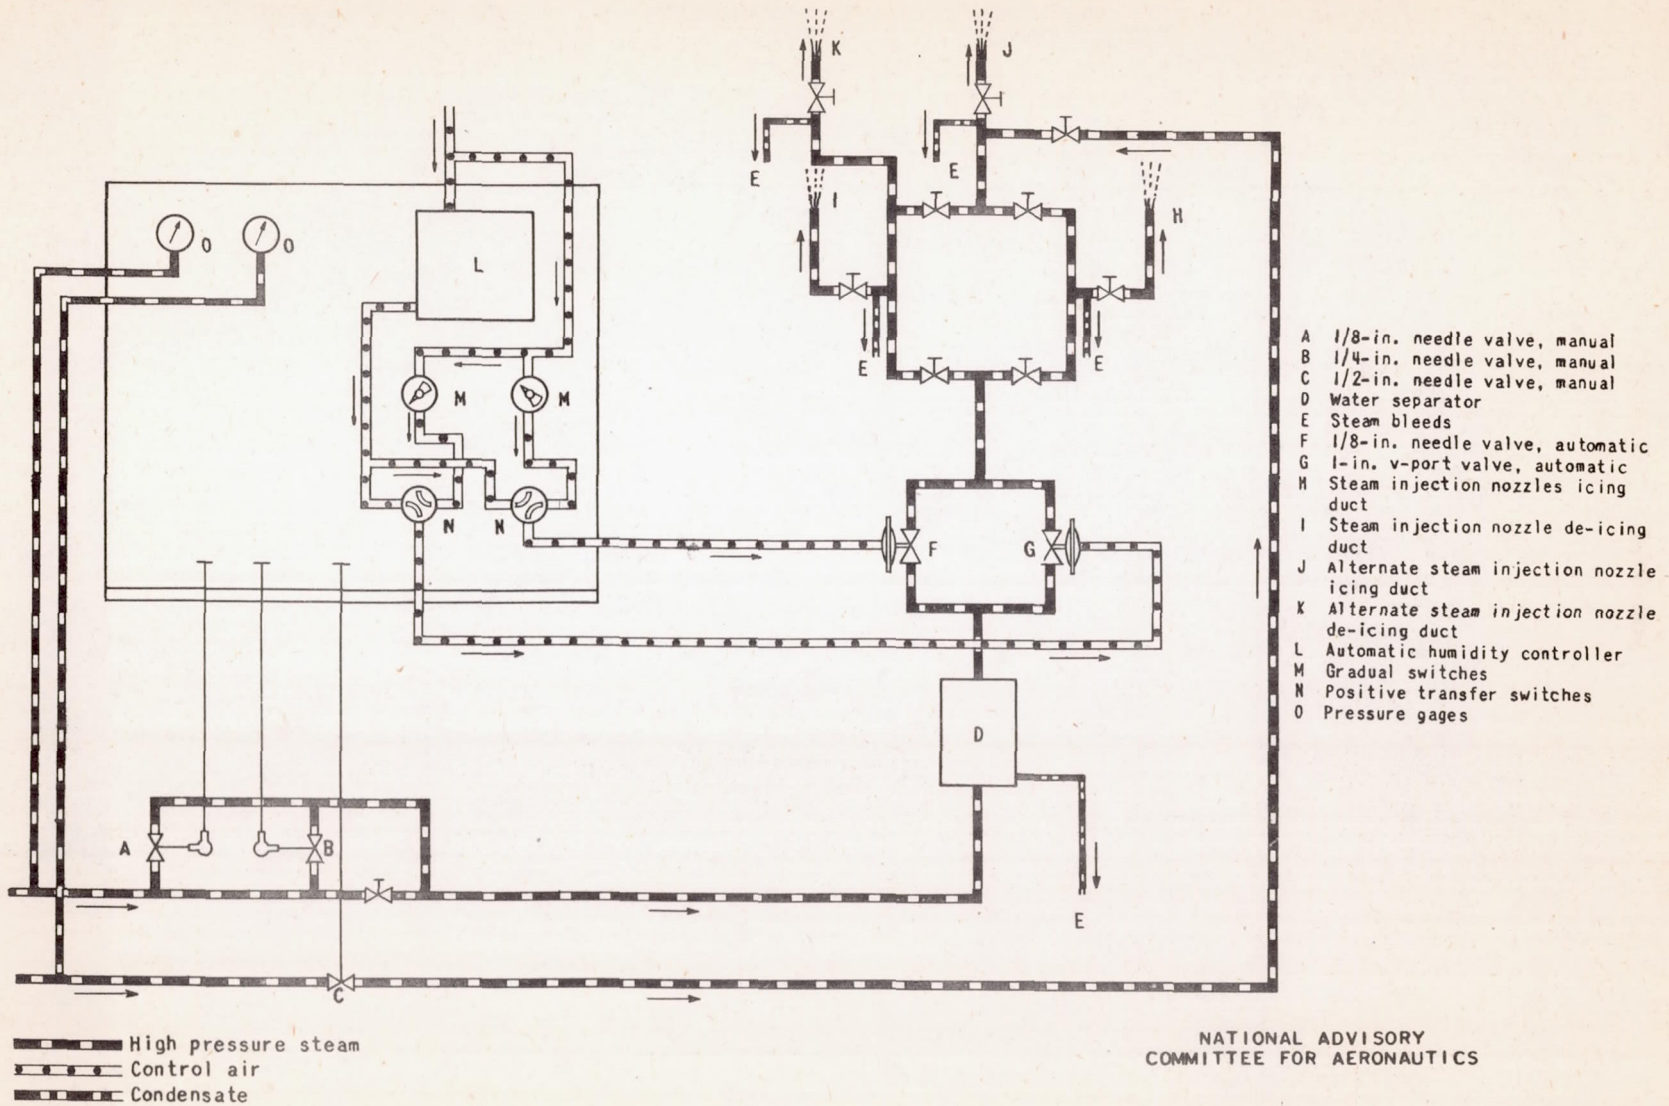 K
J
E
E
I
H
O
O
L
E
E
M
M
N
N
F
G
D
A
B
E
C
A 1/8-in. needle valve, manual
B 1/4-in. needle valve, manual
C 1/2-in. needle valve, manual
D Water separator
E Steam bleeds
F 1/8-in. needle valve, automatic
G 1-in. v-port valve, automatic
H Steam injection nozzles icing
duct
I Steam injection nozzle de-icing
duct
J Alternate steam injection nozzle
icing duct
K Alternate steam injection nozzle
de-icing duct
L Automatic humidity controller
M Gradual switches
N Positive transfer switches
O Pressure gages
High pressure steam
Control air
Condensate
NATIONAL ADVISORY
COMMITTEE FOR AERONAUTICS